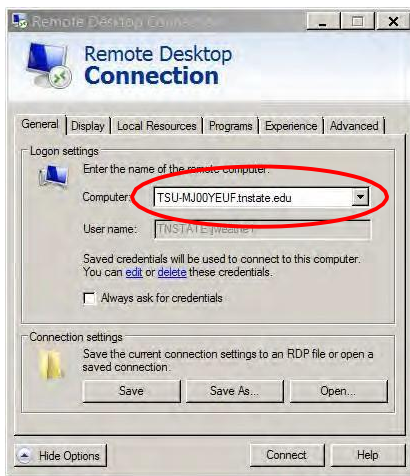 Remote Desktop Connection
Remote Desktop
Connection
General Display Local Resources Programs Experience Advanced
Logon settings
Enter the name of the remote computer.
Computer: TSU-MJ00YEUF.tnstate.edu
User name: TNSTATE\jweathe1
Saved credentials will be used to connect to this computer.
You can edit or delete these credentials.
Always ask for credentials
Connection settings
Save the current connection settings to an RDP file or open a
saved connection.
Save Save As... Open...
Hide Options Connect Help